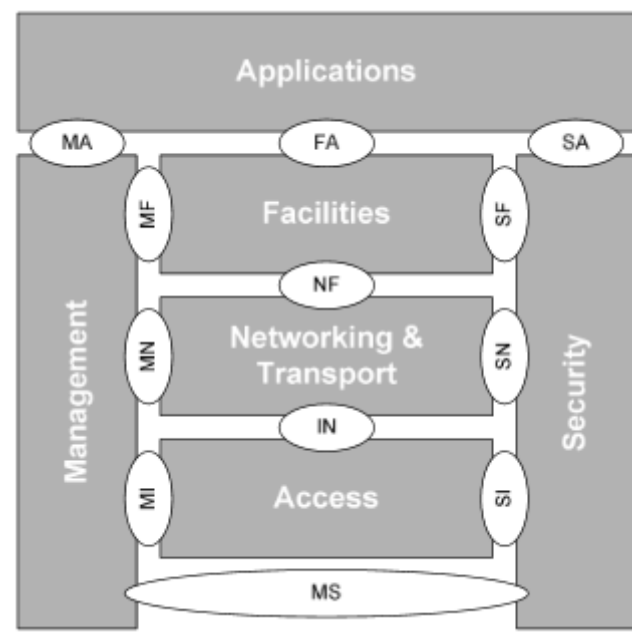 Applications
MA
FA
SA
MF
Facilities
SF
NF
Management
MN
Networking &
Transport
SN
Security
IN
MI
Access
SI
MS